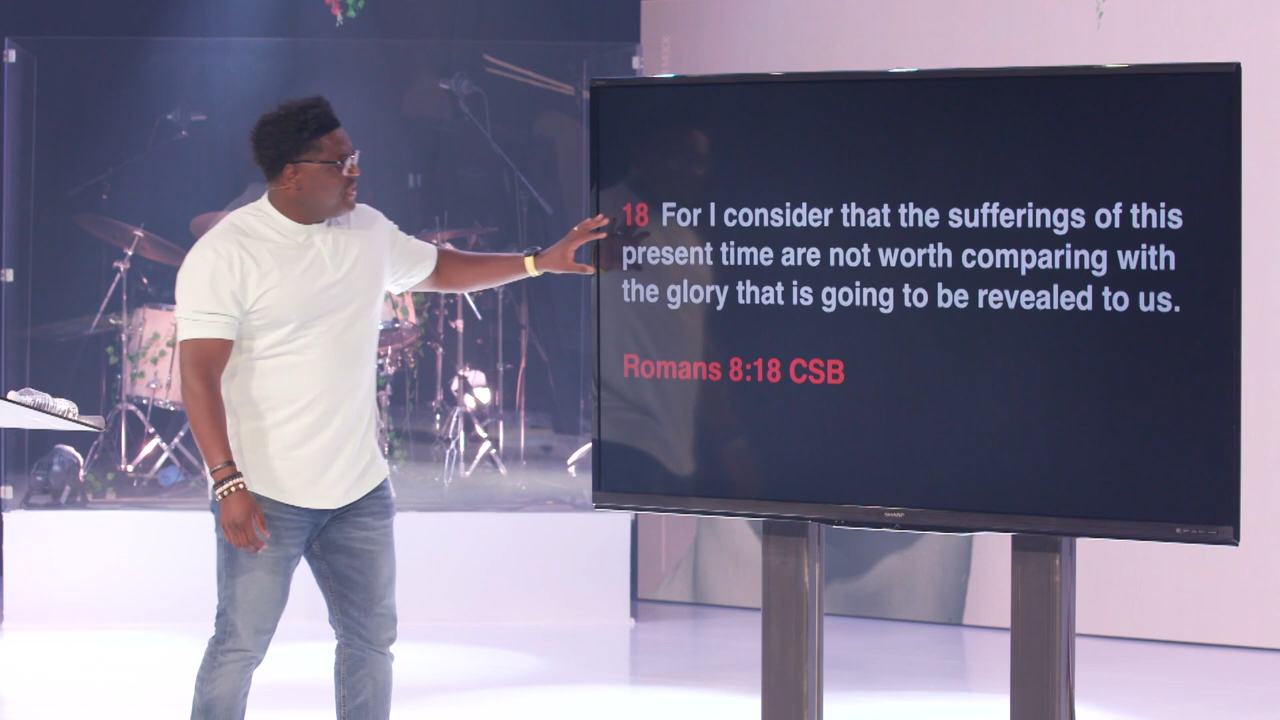 18 For I consider that the sufferings of this
present time are not worth comparing with
the glory that is going to be revealed to us.
Romans 8:18 CSB
SHARP